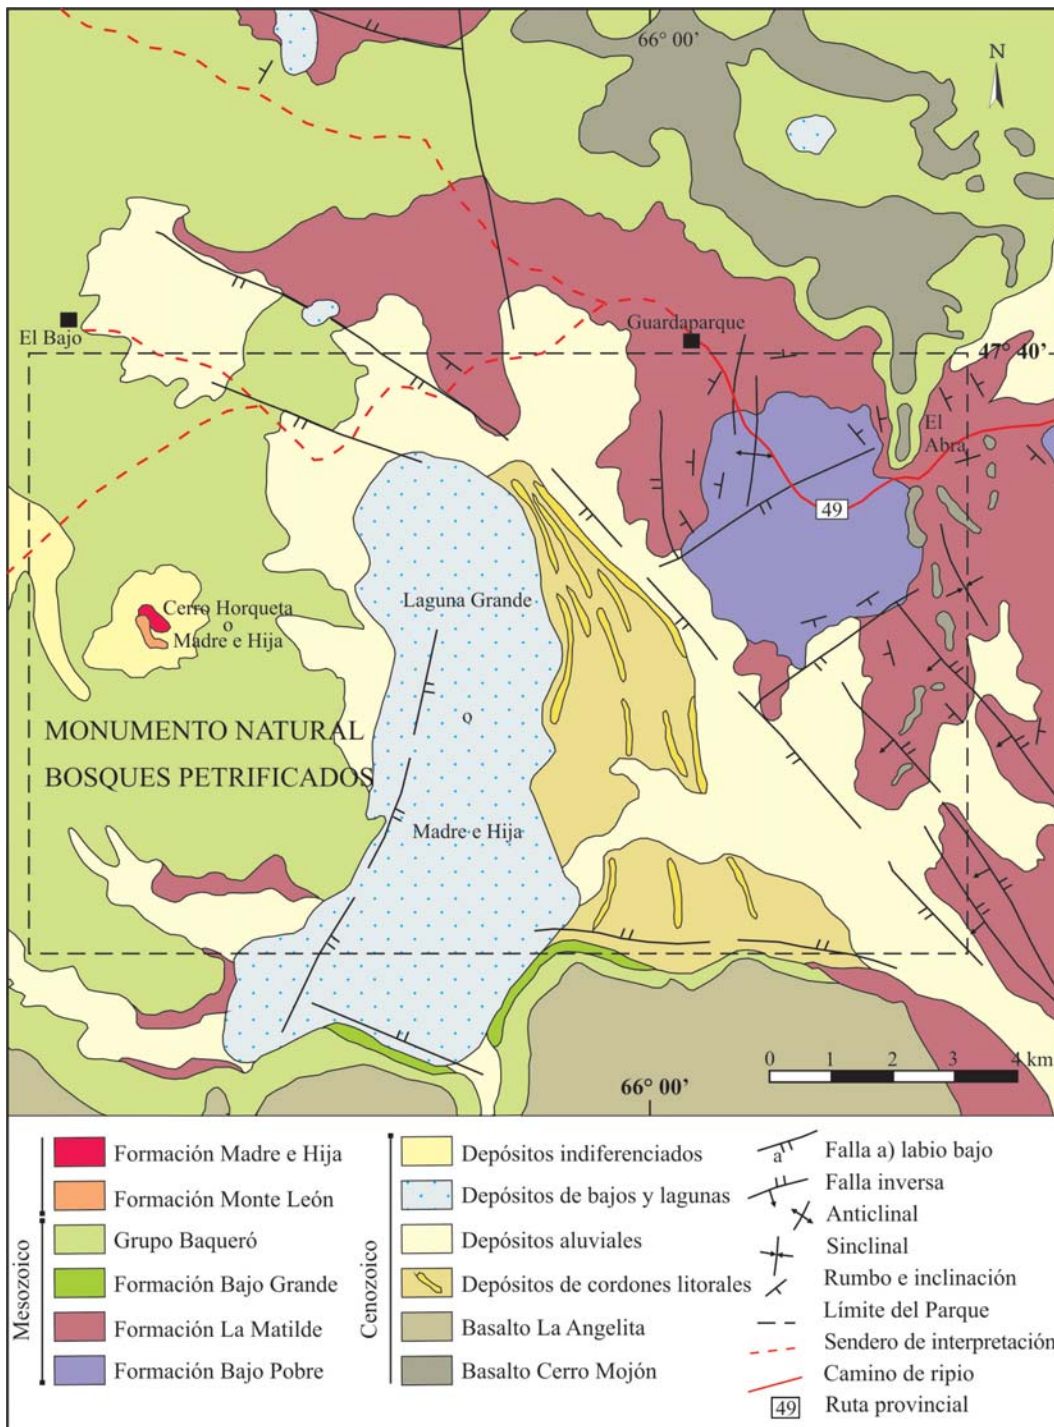 66° 00’
N
El Bajo
Guardaparque
47° 40’
El
Abra
49
Laguna Grande
Cerro Horqueta
o
Madre e Hija
o
MONUMENTO NATURAL
BOSQUES PETRIFICADOS
Madre e Hija
0 1 2 3 4 km
66° 00’
Mesozoico
Formación Madre e Hija
Formación Monte León
Grupo Baqueró
Formación Bajo Grande
Formación La Matilde
Formación Bajo Pobre
Cenozoico
Depósitos indiferenciados
Depósitos de bajos y lagunas
Depósitos aluviales
Depósitos de cordones litorales
Basalto La Angelita
Basalto Cerro Mojón
a
Falla a) labio bajo
Falla inversa
Anticlinal
Sinclinal
Rumbo e inclinación
Límite del Parque
Sendero de interpretación
Camino de ripio
49 Ruta provincial